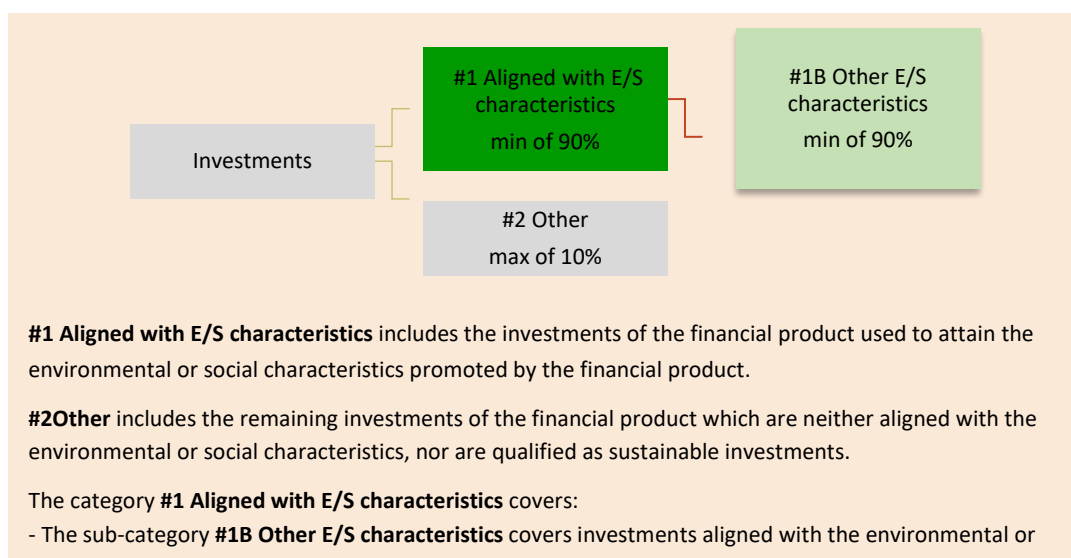 #1 Aligned with E/S
characteristics
min of 90%
#1B Other E/S
characteristics
min of 90%
Investments
#2 Other
max of 10%
#1 Aligned with E/S characteristics includes the investments of the financial product used to attain the
environmental or social characteristics promoted by the financial product.
#2Other includes the remaining investments of the financial product which are neither aligned with the
environmental or social characteristics, nor are qualified as sustainable investments.
The category #1 Aligned with E/S characteristics covers:
- The sub-category #1B Other E/S characteristics covers investments aligned with the environmental or